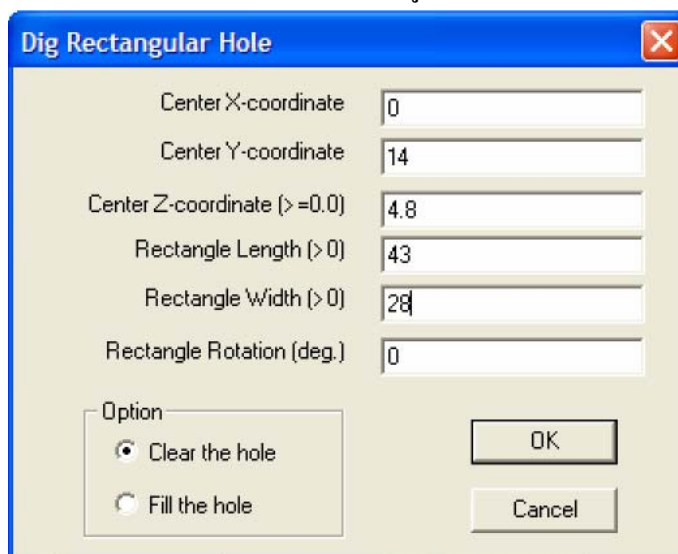 Dig Rectangular Hole
Center X-coordinate 0
Center Y-coordinate 14
Center Z-coordinate (>=0.0) 4.8
Rectangle Length (>0) 43
Rectangle Width (>0) 28
Rectangle Rotation (deg.) 0
Option
Clear the hole
Fill the hole
OK
Cancel